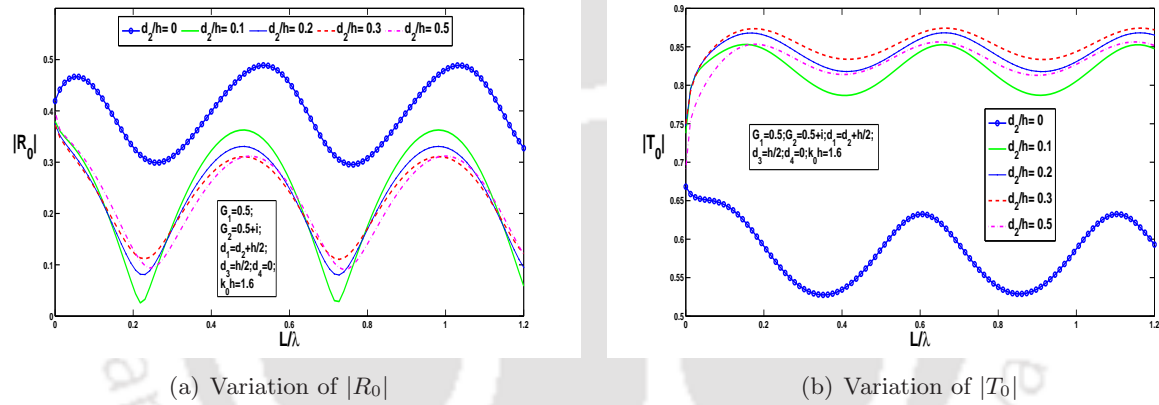 d₂/h= 0 d₂/h= 0.1 d₂/h= 0.2 d₂/h= 0.3 d₂/h= 0.5
0.5
0.4
|R₀|
0.3
0.2
0.1
0
G₁=0.5;
G₂=0.5+i;
d₁=d₂+h/2;
d₃=h/2;d₄=0;
k₀h=1.6
0 0.2 0.4 0.6 0.8 1 1.2
L/λ
(a) Variation of |R₀|
0.9
0.85
0.8
0.75
|T₀|
0.7
0.65
0.6
0.55
0.5
G₁=0.5;G₂=0.5+i;d₁=d₂+h/2;
d₃=h/2;d₄=0;k₀h=1.6
d₂/h= 0
d₂/h= 0.1
d₂/h= 0.2
d₂/h= 0.3
d₂/h= 0.5
0 0.2 0.4 0.6 0.8 1 1.2
L/λ
(b) Variation of |T₀|